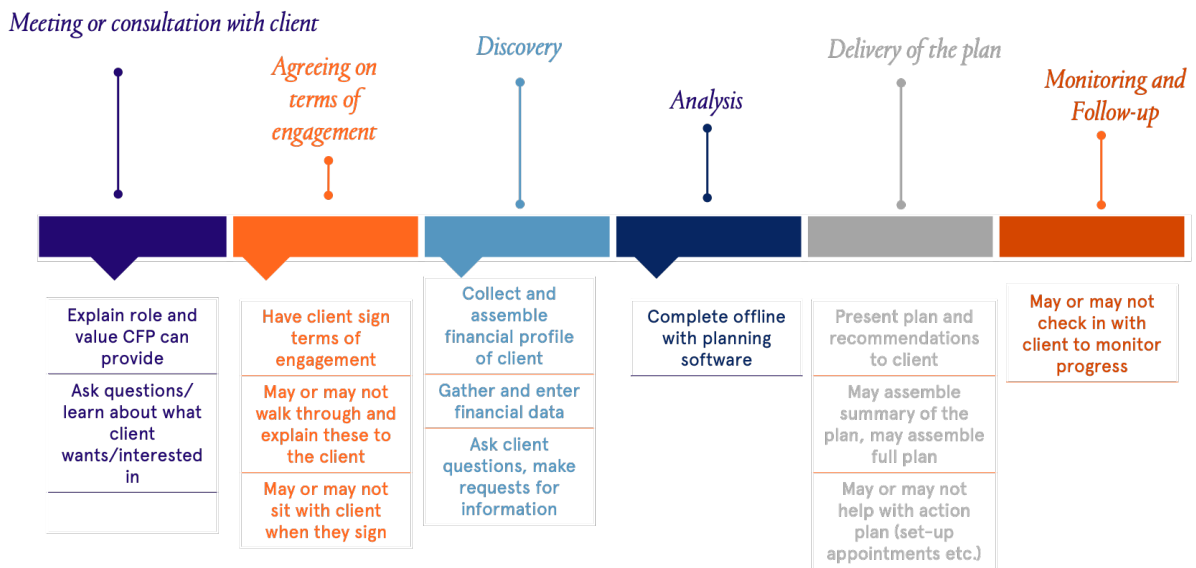 Meeting or consultation with client
Agreeing on
terms of
engagement
Discovery
Analysis
Delivery of the plan
Monitoring and
Follow-up
Explain role and
value CFP can
provide
Ask questions/
learn about what
client
wants/interested
in
Have client sign
terms of
engagement
May or may not
walk through and
explain these to
the client
May or may not
sit with client
when they sign
Collect and
assemble
financial profile
of client
Gather and enter
financial data
Ask client
questions, make
requests for
information
Complete offline
with planning
software
Present plan and
recommendations
to client
May assemble
summary of the
plan, may assemble
full plan
May or may not
help with action
plan (set-up
appointments etc.)
May or may not
check in with
client to monitor
progress